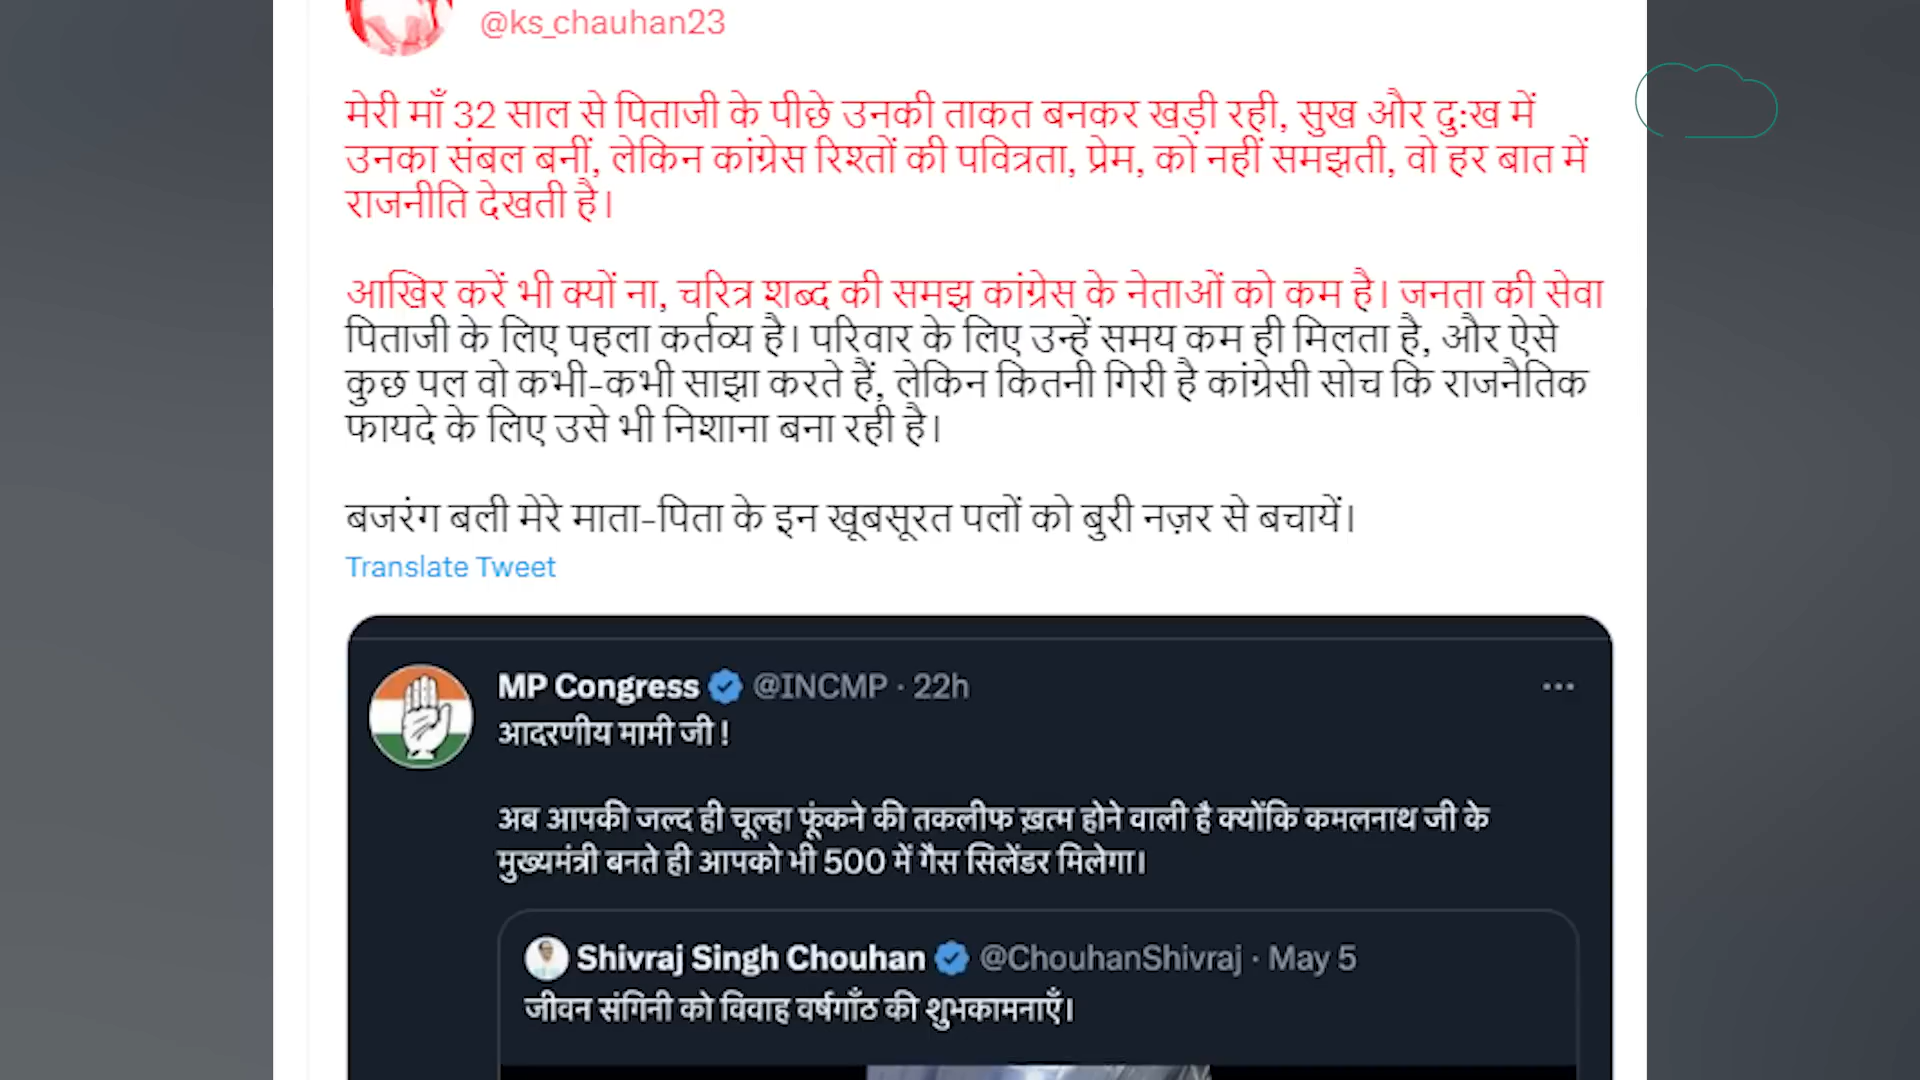 @ks_chauhan23
मेरी माँ 32 साल से पिताजी के पीछे उनकी ताकत बनकर खड़ी रही, सुख और दु:ख में
उनका संबल बनीं, लेकिन कांग्रेस रिश्तों की पवित्रता, प्रेम, को नहीं समझती, वो हर बात में
राजनीति देखती है।
आखिर करें भी क्यों ना, चरित्र शब्द की समझ कांग्रेस के नेताओं को कम है। जनता की सेवा
पिताजी के लिए पहला कर्तव्य है। परिवार के लिए उन्हें समय कम ही मिलता है, और ऐसे
कुछ पल वो कभी-कभी साझा करते हैं, लेकिन कितनी गिरी है कांग्रेसी सोच कि राजनैतिक
फायदे के लिए उसे भी निशाना बना रही है।
बजरंग बली मेरे माता-पिता के इन खूबसूरत पलों को बुरी नज़र से बचायें।
Translate Tweet
MP Congress @INCMP · 22h
आदरणीय मामी जी !
अब आपकी जल्द ही चूल्हा फूंकने की तकलीफ ख़त्म होने वाली है क्योंकि कमलनाथ जी के
मुख्यमंत्री बनते ही आपको भी 500 में गैस सिलेंडर मिलेगा।
Shivraj Singh Chouhan @ChouhanShivraj · May 5
जीवन संगिनी को विवाह वर्षगाँठ की शुभकामनाएँ।